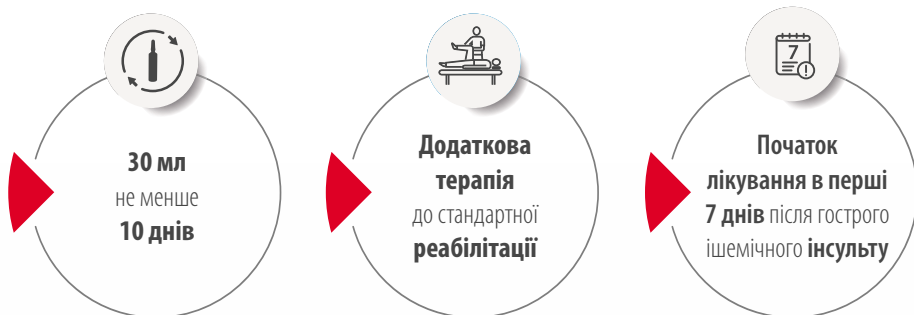 30 мл
не менше
10 днів
Додаткова
терапія
до стандартної
реабілітації
7
Початок
лікування в перші
7 днів після гострого
ішемічного інсульту